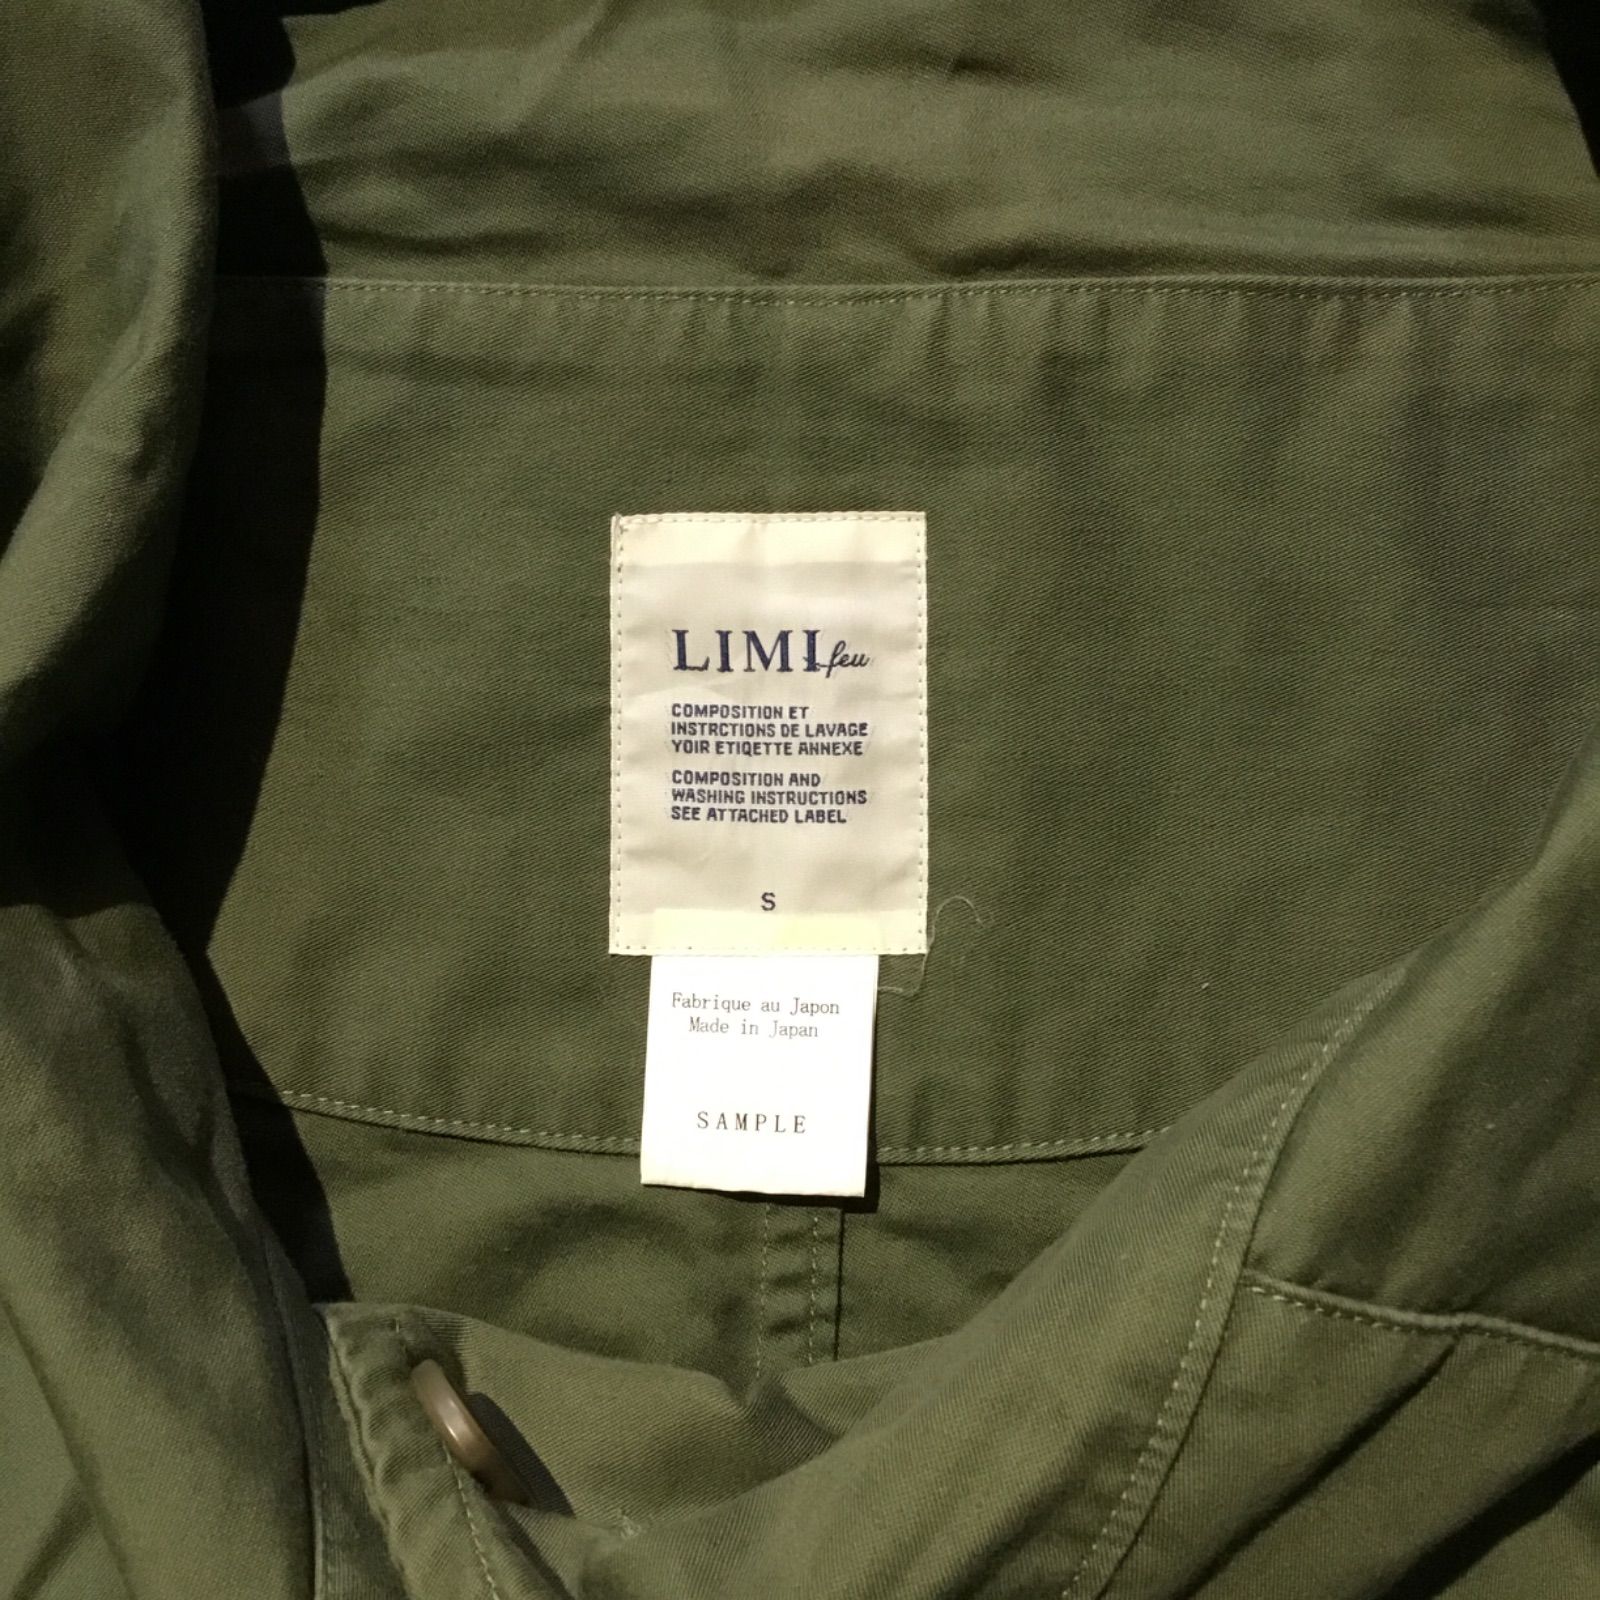 LIMI feu
COMPOSITION ET
INSTRCTIONS DE LAVAGE
YOIR ETIQETTE ANNEXE
COMPOSITION AND
WASHING INSTRUCTIONS
SEE ATTACHED LABEL
S
Fabrique au Japon
Made in Japan
SAMPLE